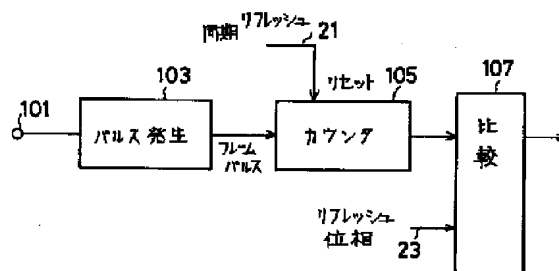 同期リフレッシュ
21
リセット
101
103
パルス発生
フレーム
パルス
105
カウンタ
107
比較
リフレッシュ
位相
23